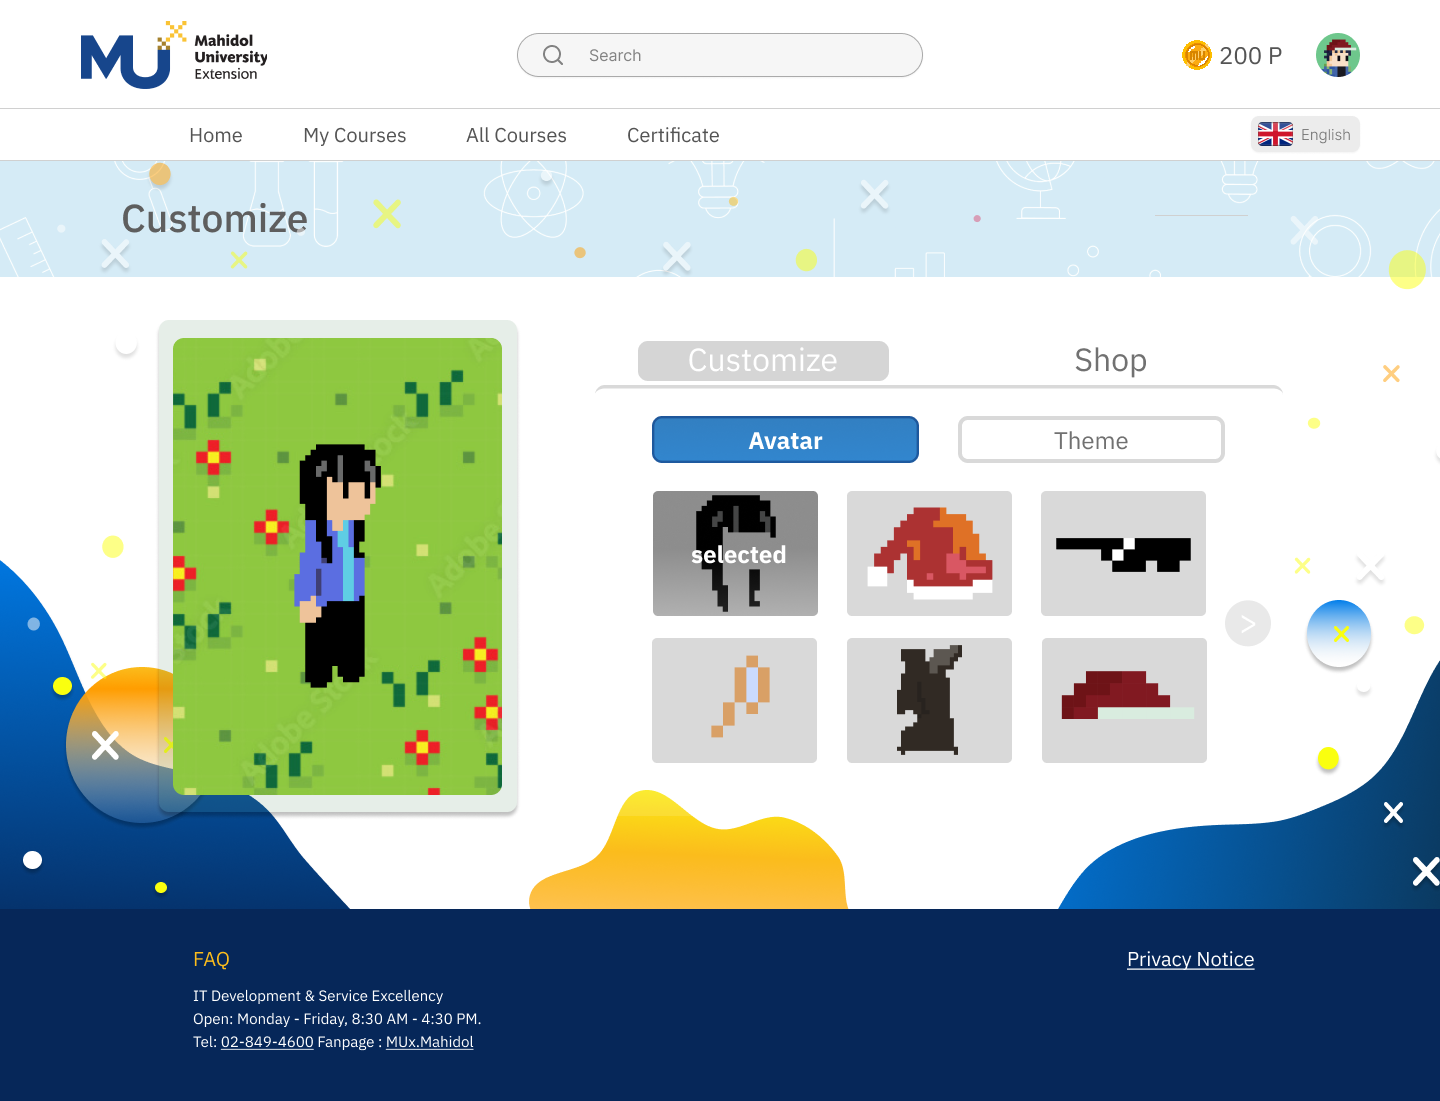 Mahidol
University
Extension
Search
MU
200 P
Home
My Courses
All Courses
Certificate
English
Customize
Customize
Shop
Avatar
Theme
selected
>
Adobe Stock
FAQ
Privacy Notice
IT Development & Service Excellency
Open: Monday - Friday, 8:30 AM - 4:30 PM.
Tel: 02-849-4600 Fanpage : MUx.Mahidol